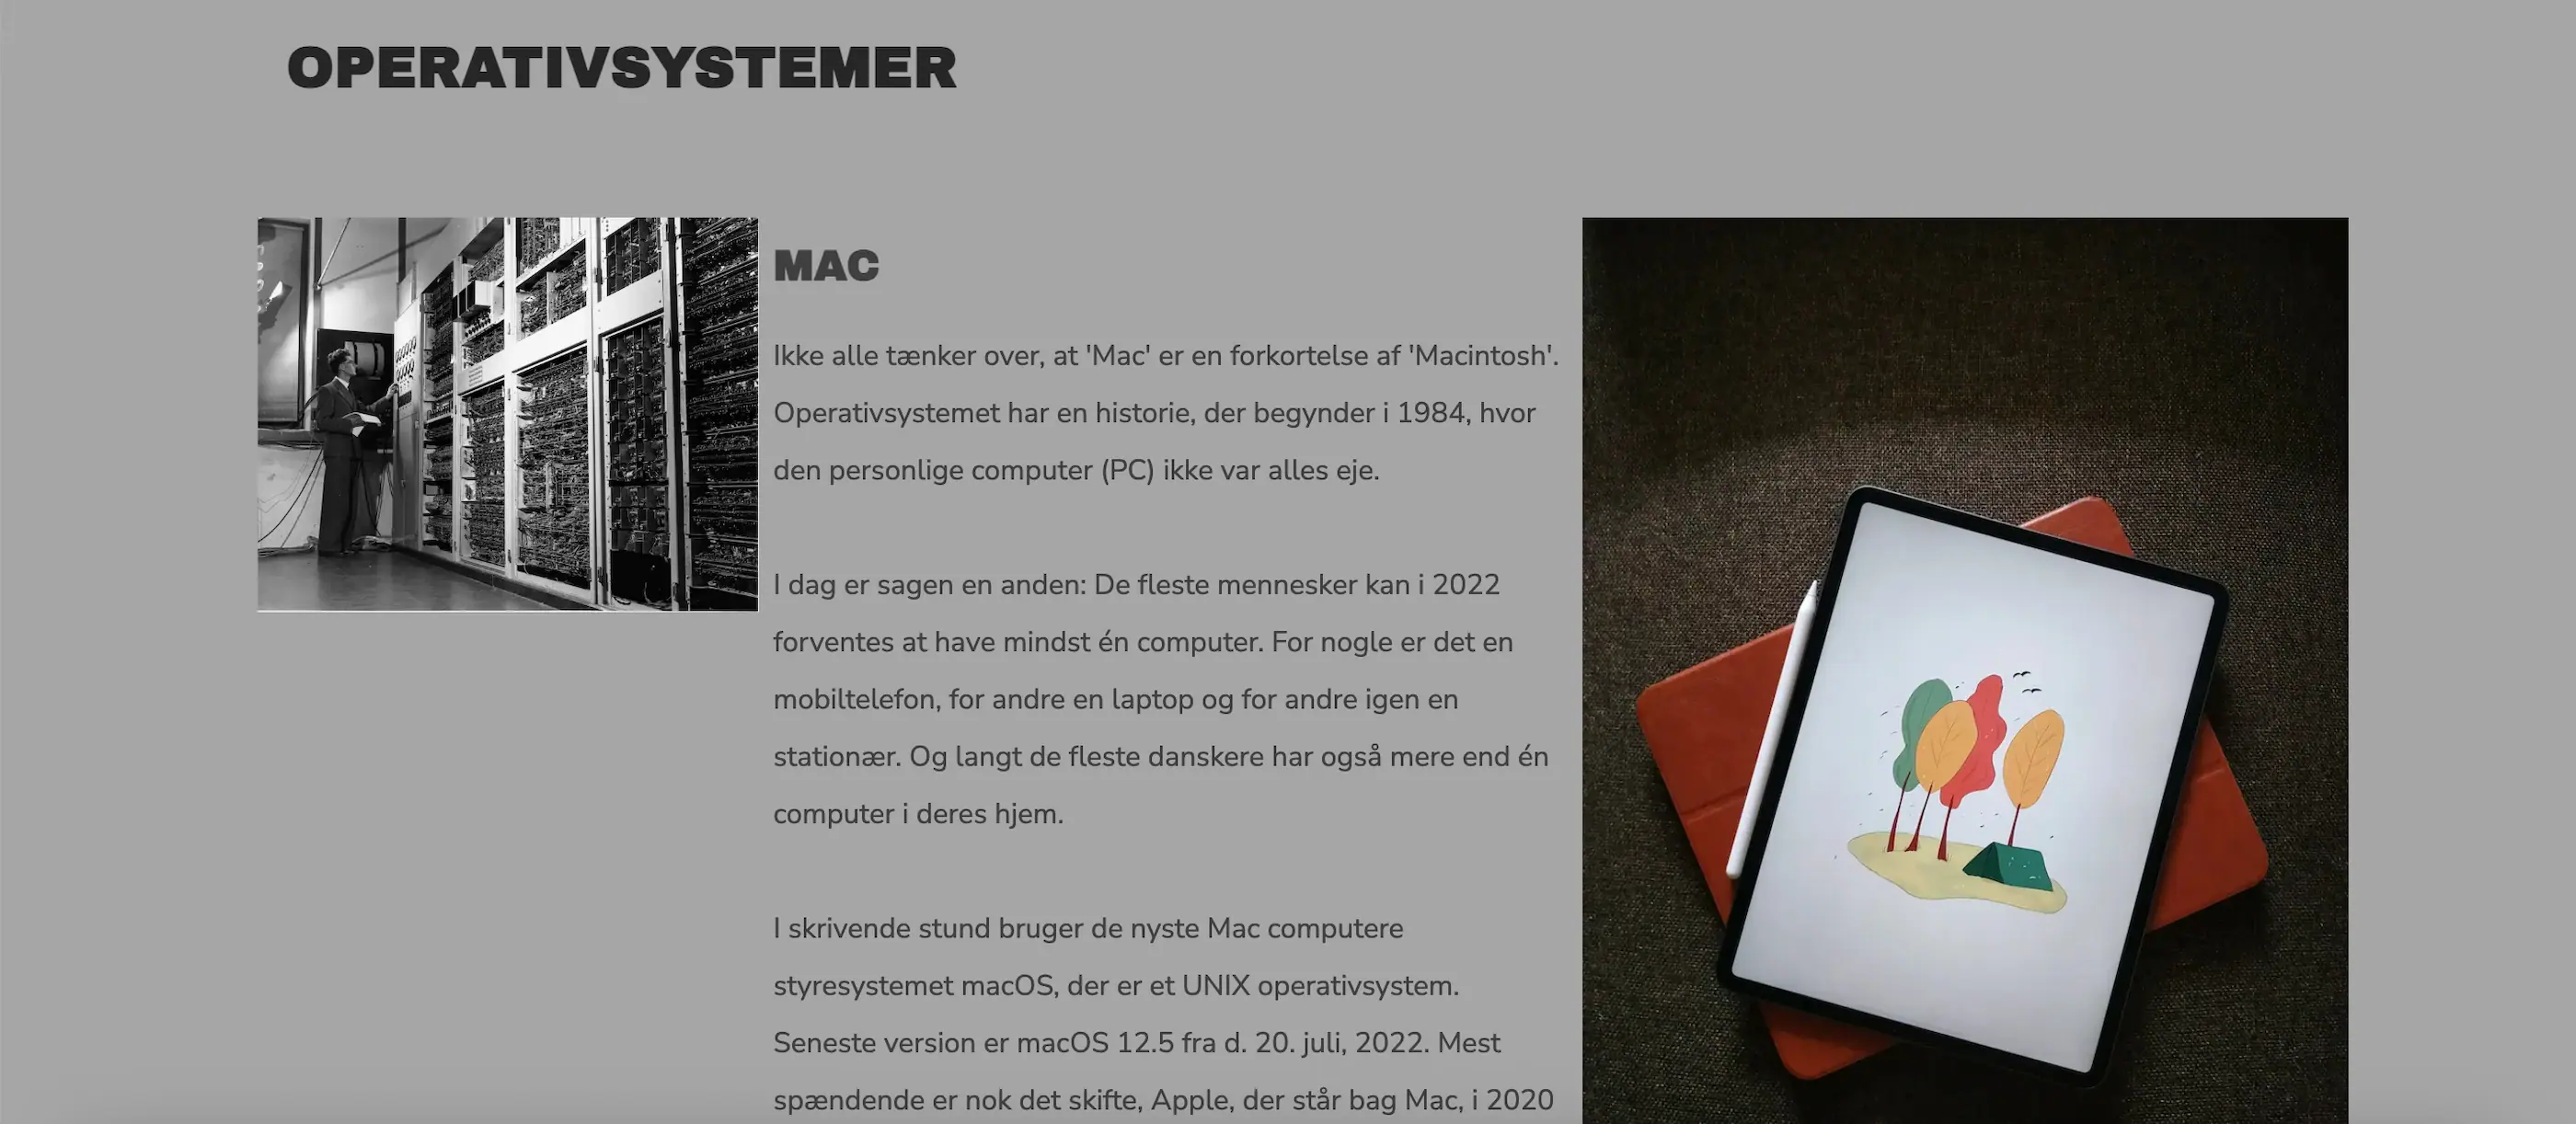 OPERATIVSYSTEMER
MAC
Ikke alle tænker over, at 'Mac' er en forkortelse af 'Macintosh'.
Operativsystemet har en historie, der begynder i 1984, hvor
den personlige computer (PC) ikke var alles eje.
I dag er sagen en anden: De fleste mennesker kan i 2022
forventes at have mindst én computer. For nogle er det en
mobiltelefon, for andre en laptop og for andre igen en
stationær. Og langt de fleste danskere har også mere end én
computer i deres hjem.
I skrivende stund bruger de nyste Mac computere
styresystemet macOS, der er et UNIX operativsystem.
Seneste version er macOS 12.5 fra d. 20. juli, 2022. Mest
spændende er nok det skifte, Apple, der står bag Mac, i 2020